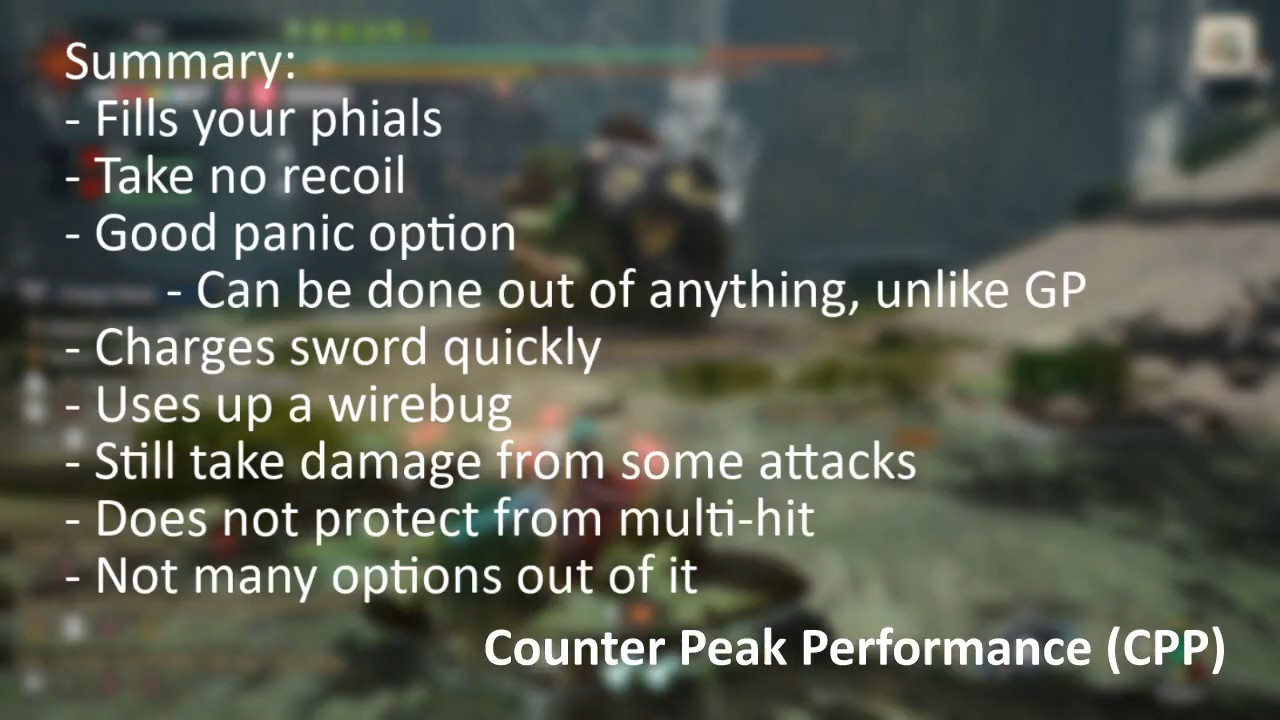 Summary:
- Fills your phials
- Take no recoil
- Good panic option
- Can be done out of anything, unlike GP
- Charges sword quickly
- Uses up a wirebug
- Still take damage from some attacks
- Does not protect from multi-hit
- Not many options out of it
Counter Peak Performance (CPP)